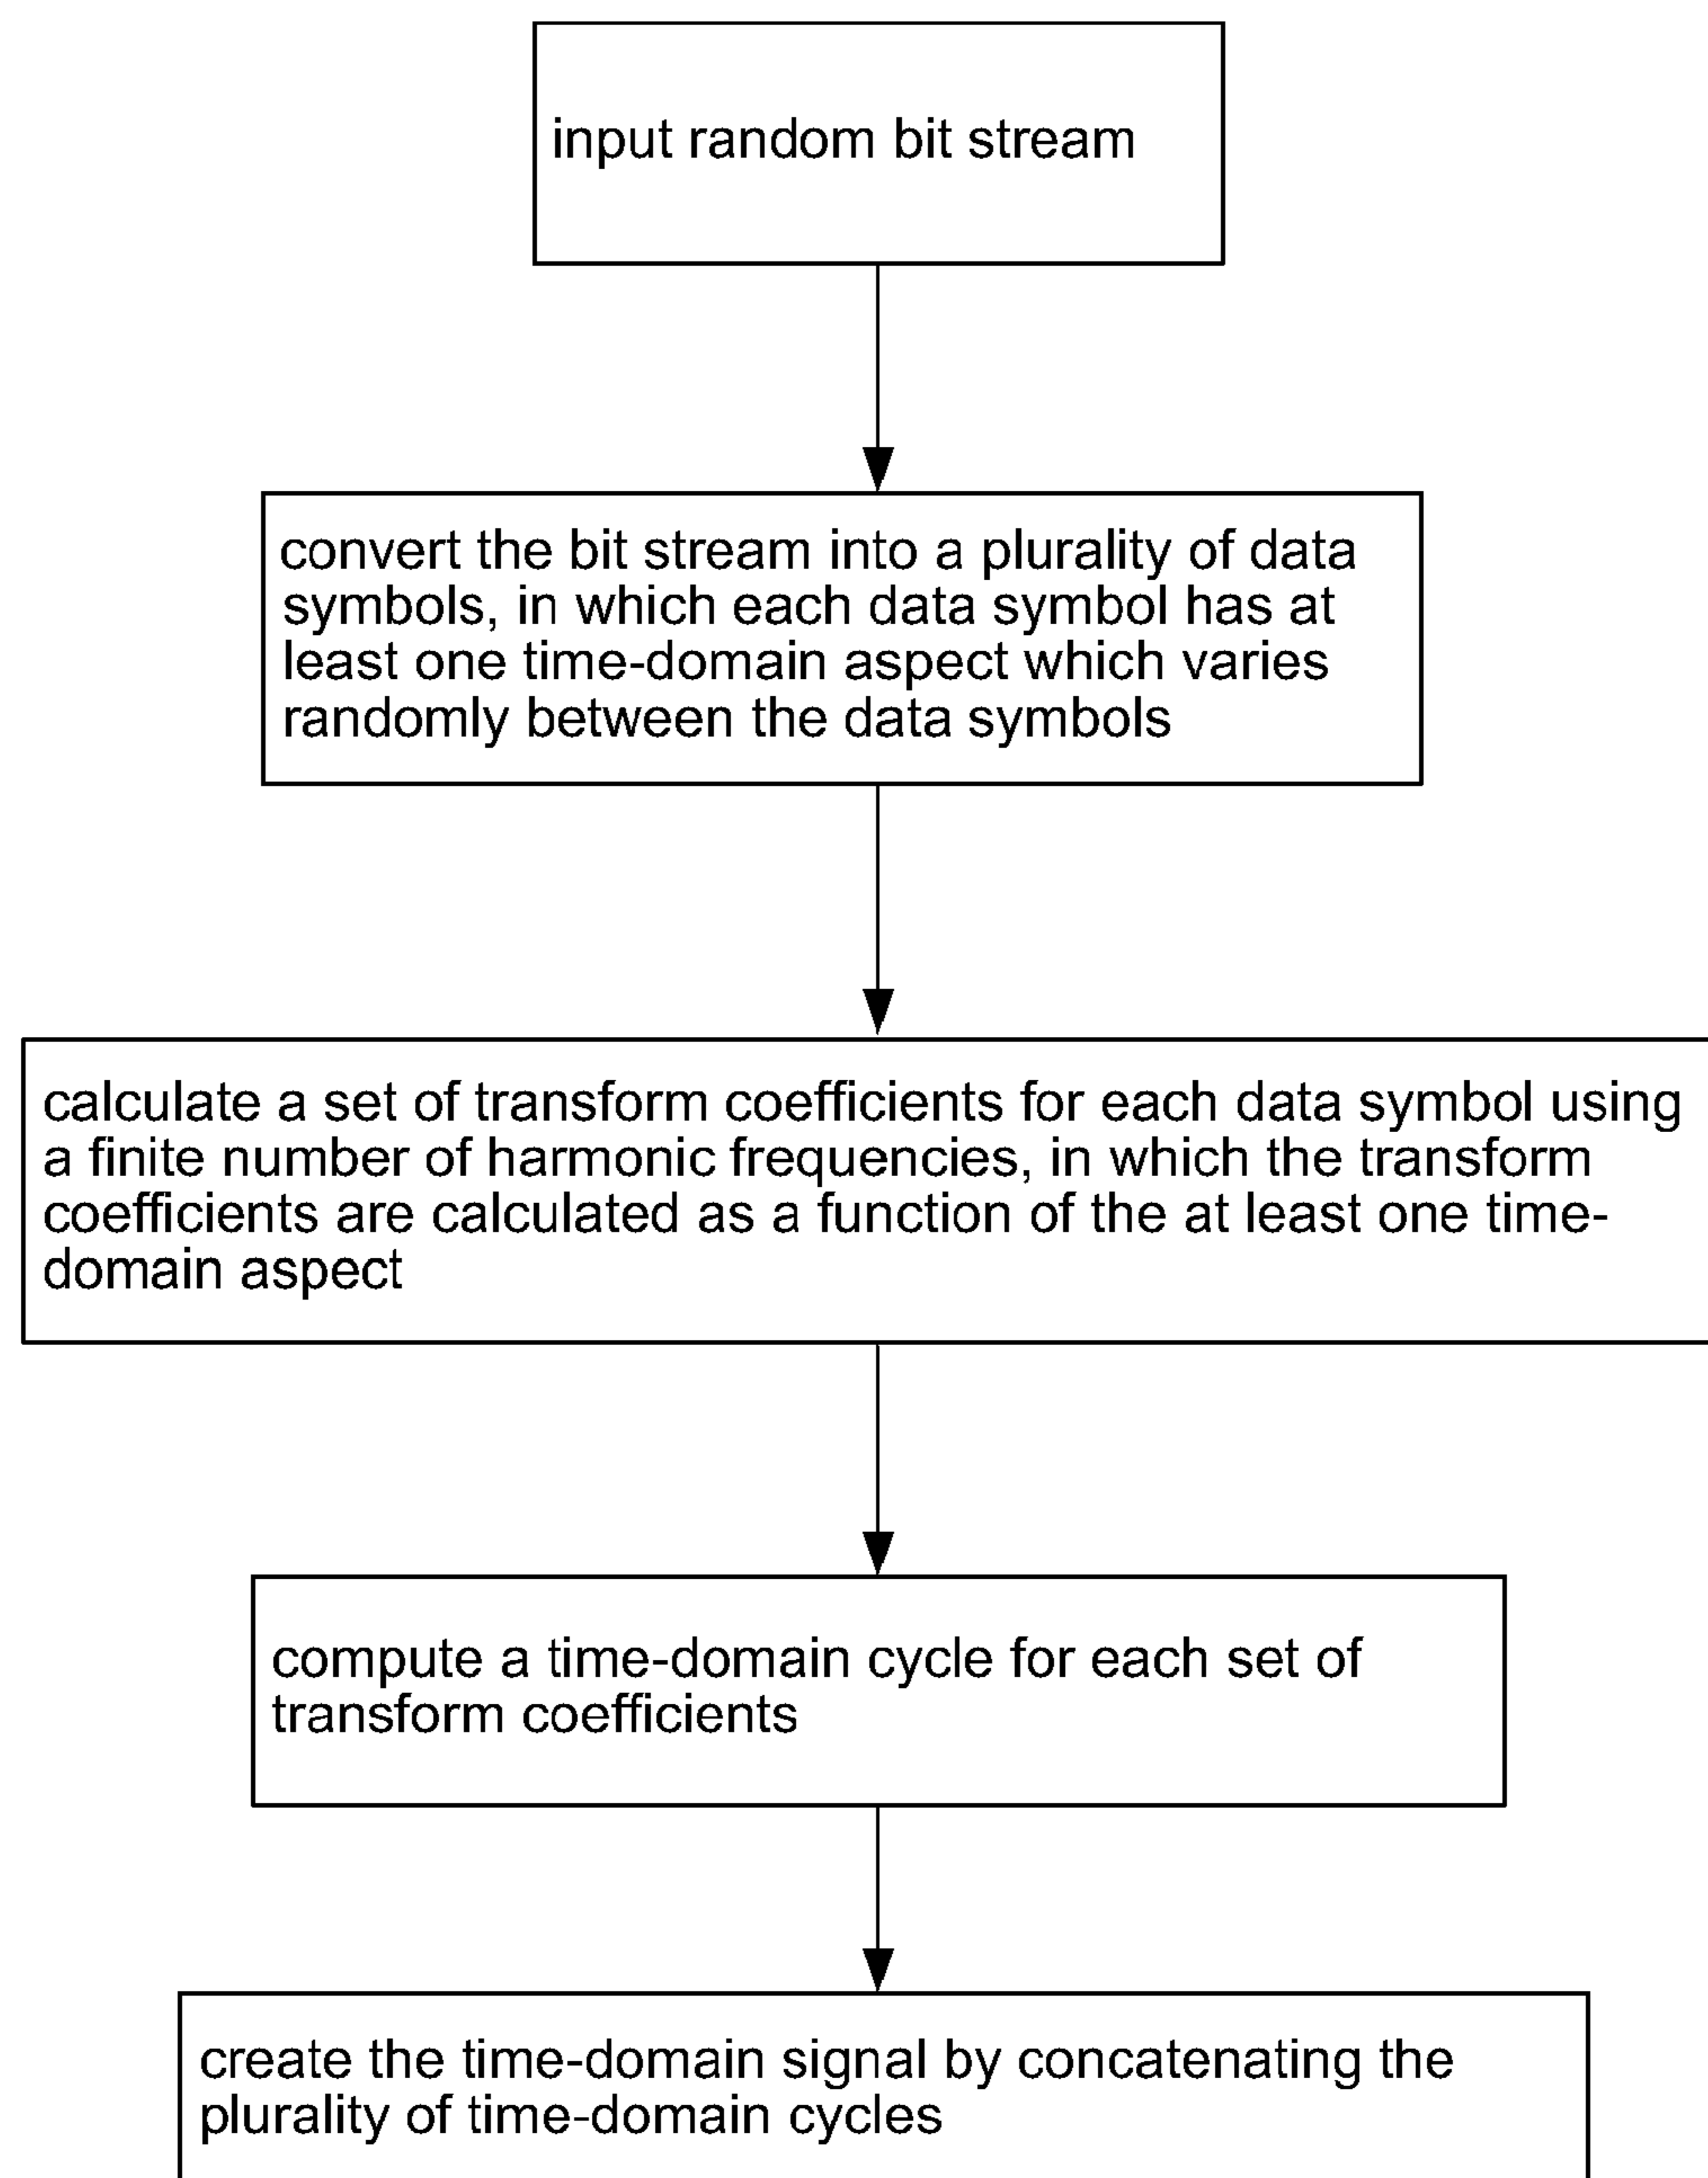 input random bit stream
convert the bit stream into a plurality of data
symbols, in which each data symbol has at
least one time-domain aspect which varies
randomly between the data symbols
calculate a set of transform coefficients for each data symbol using
a finite number of harmonic frequencies, in which the transform
coefficients are calculated as a function of the at least one time-
domain aspect
compute a time-domain cycle for each set of
transform coefficients
create the time-domain signal by concatenating the
plurality of time-domain cycles